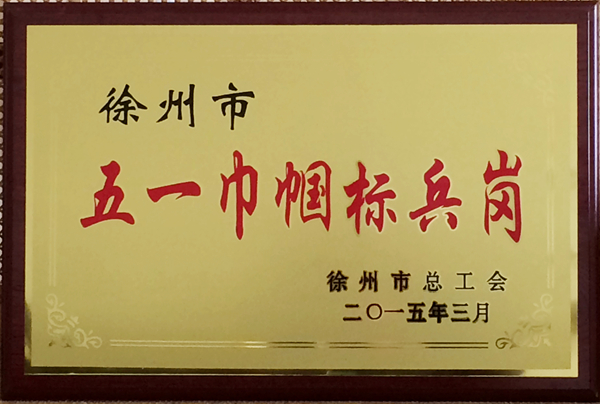 徐州市
五一巾帼标兵岗
徐州市总工会
二〇一五年三月